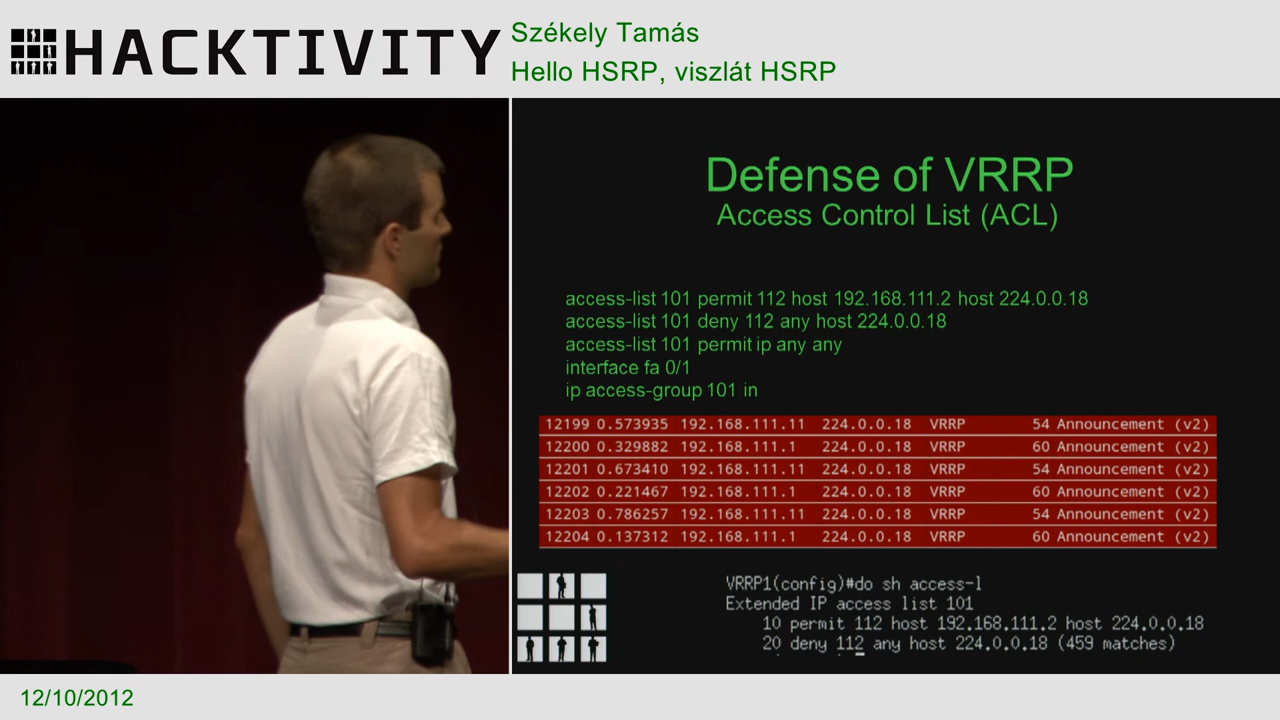 HACKTIVITY
Székely Tamás
Hello HSRP, viszlát HSRP
Defense of VRRP
Access Control List (ACL)
access-list 101 permit 112 host 192.168.111.2 host 224.0.0.18
access-list 101 deny 112 any host 224.0.0.18
access-list 101 permit ip any any
interface fa 0/1
ip access-group 101 in
12199 0.573935 192.168.111.11 224.0.0.18 VRRP 54 Announcement (v2)
12200 0.329882 192.168.111.1 224.0.0.18 VRRP 60 Announcement (v2)
12201 0.673410 192.168.111.11 224.0.0.18 VRRP 54 Announcement (v2)
12202 0.221467 192.168.111.1 224.0.0.18 VRRP 60 Announcement (v2)
12203 0.786257 192.168.111.11 224.0.0.18 VRRP 54 Announcement (v2)
12204 0.137312 192.168.111.1 224.0.0.18 VRRP 60 Announcement (v2)
VRRP1(config)#do sh access-l
Extended IP access list 101
10 permit 112 host 192.168.111.2 host 224.0.0.18
20 deny 112 any host 224.0.0.18 (459 matches)
12/10/2012